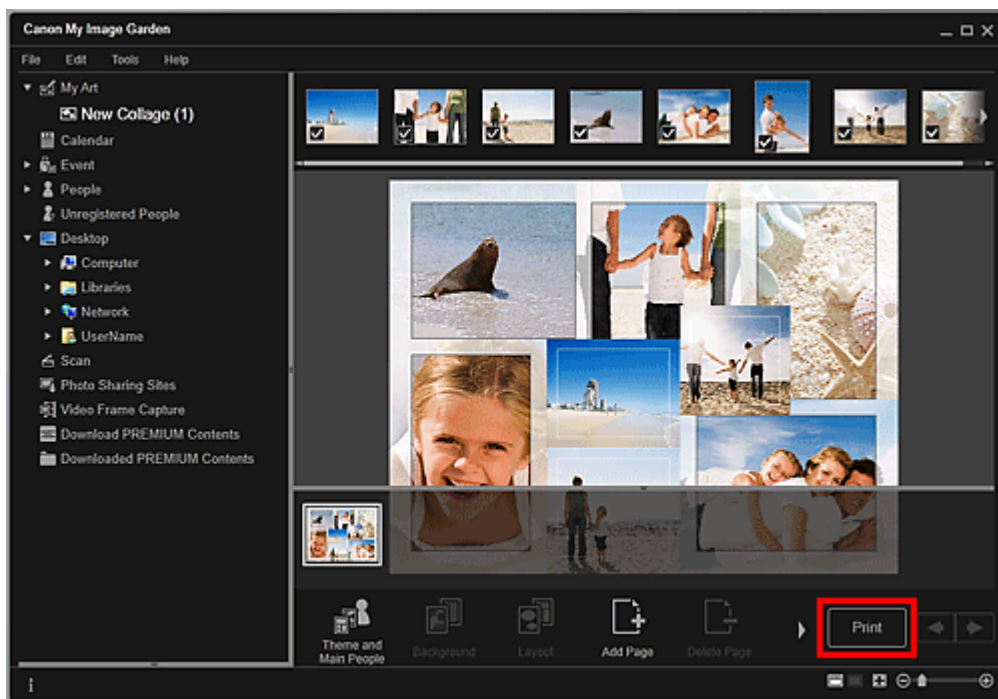 Canon My Image Garden
File Edit Tools Help
My Art
New Collage (1)
Calendar
Event
People
Unregistered People
Desktop
Computer
Libraries
Network
UserName
Scan
Photo Sharing Sites
Video Frame Capture
Download PREMIUM Contents
Downloaded PREMIUM Contents
Theme and
Main People
Background
Layout
Add Page
Delete Page
Print